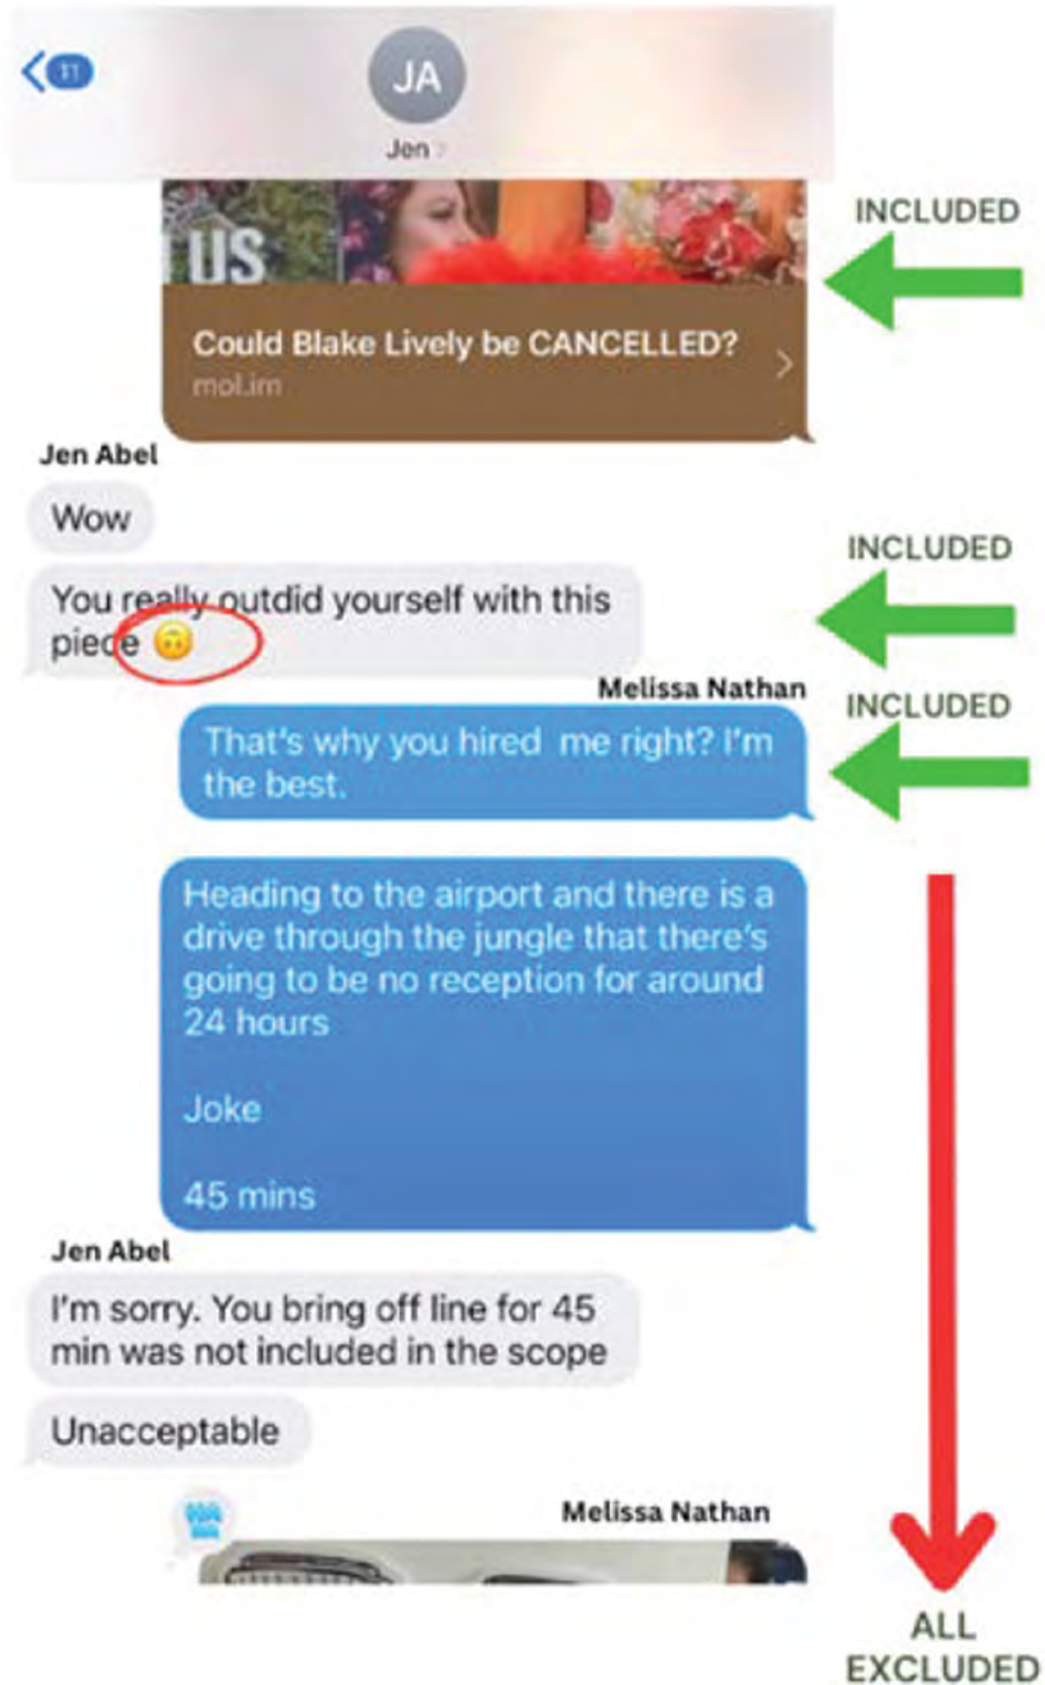 11
JA
Jen
US
INCLUDED
Could Blake Lively be CANCELLED?
mol.im
Jen Abel
Wow
INCLUDED
You really outdid yourself with this
piece 🙃
Melissa Nathan
INCLUDED
That's why you hired me right? I'm
the best.
Heading to the airport and there is a
drive through the jungle that there's
going to be no reception for around
24 hours
Joke
45 mins
Jen Abel
I'm sorry. You bring off line for 45
min was not included in the scope
Unacceptable
HA
Melissa Nathan
ALL
EXCLUDED